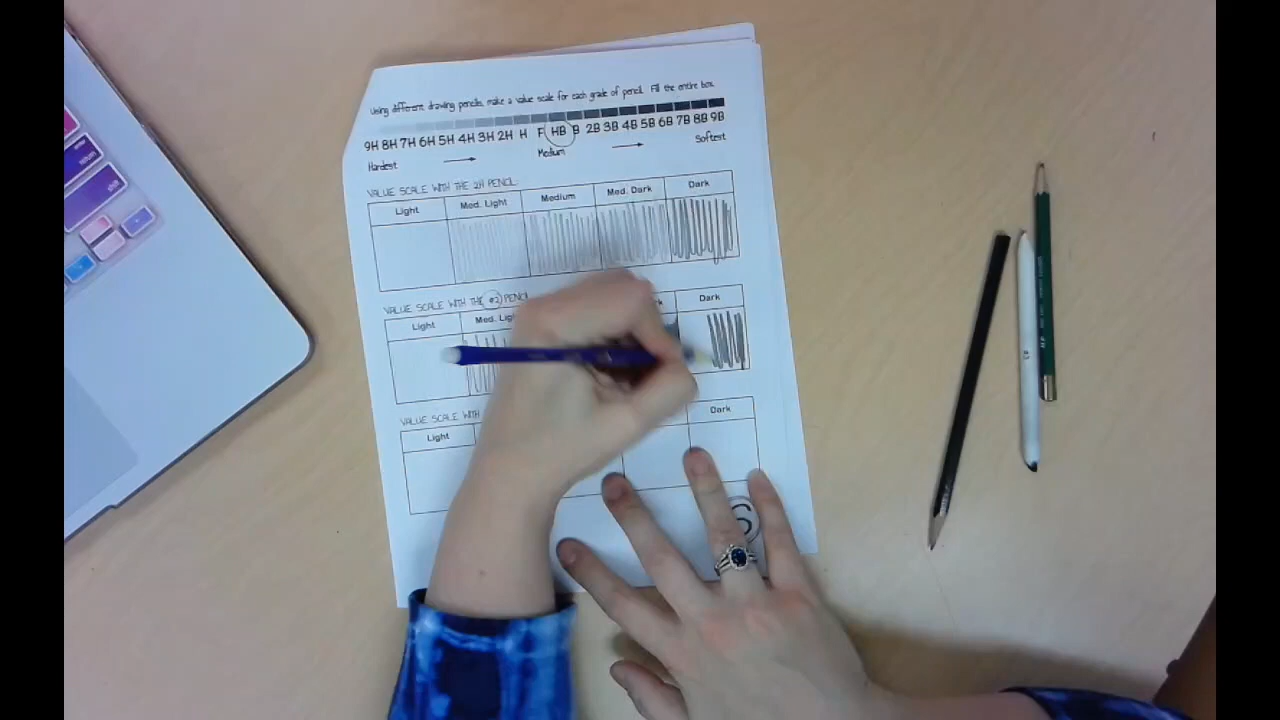 Using different drawing pencils, make a value scale for each grade of pencil. Fill the entire box.
9H 8H 7H 6H 5H 4H 3H 2H H F HB B 2B 3B 4B 5B 6B 7B 8B 9B
Hardest Medium Softest
VALUE SCALE WITH THE 2H PENCIL:
Light Med. Light Medium Med. Dark Dark
VALUE SCALE WITH THE #2 PENCIL
Light Med. Dark
VALUE SCALE WITH
Light Dark